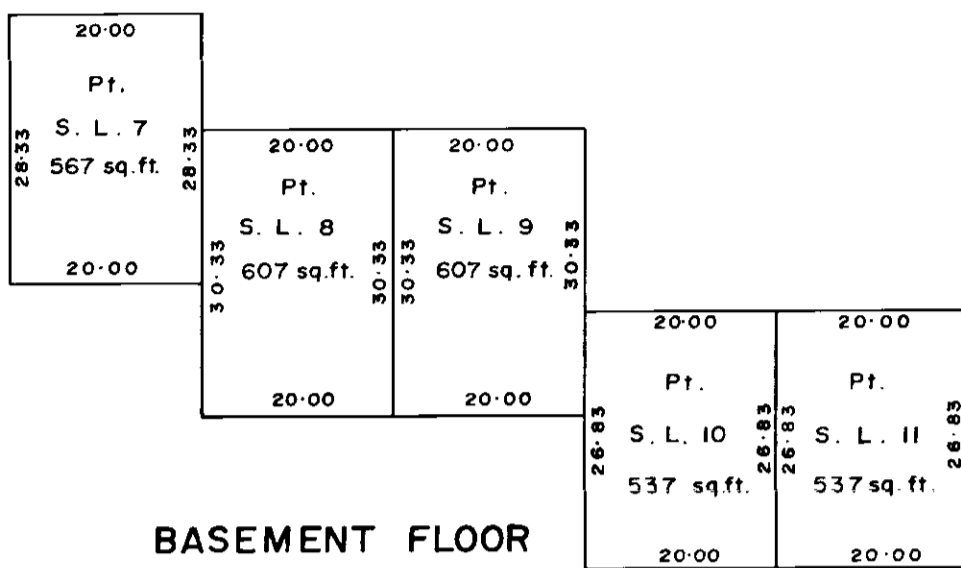 20·00
Pt.
S. L. 7
567 sq.ft.
28·33
28·33
20·00
20·00
Pt.
S. L. 8
607 sq.ft.
30·33
30·33
20·00
20·00
Pt.
S. L. 9
607 sq. ft.
30·33
30·33
20·00
20·00
Pt.
S. L. 10
537 sq.ft.
26·83
26·83
20·00
20·00
Pt.
S. L. 11
537 sq. ft.
26·83
26·83
20·00
BASEMENT FLOOR